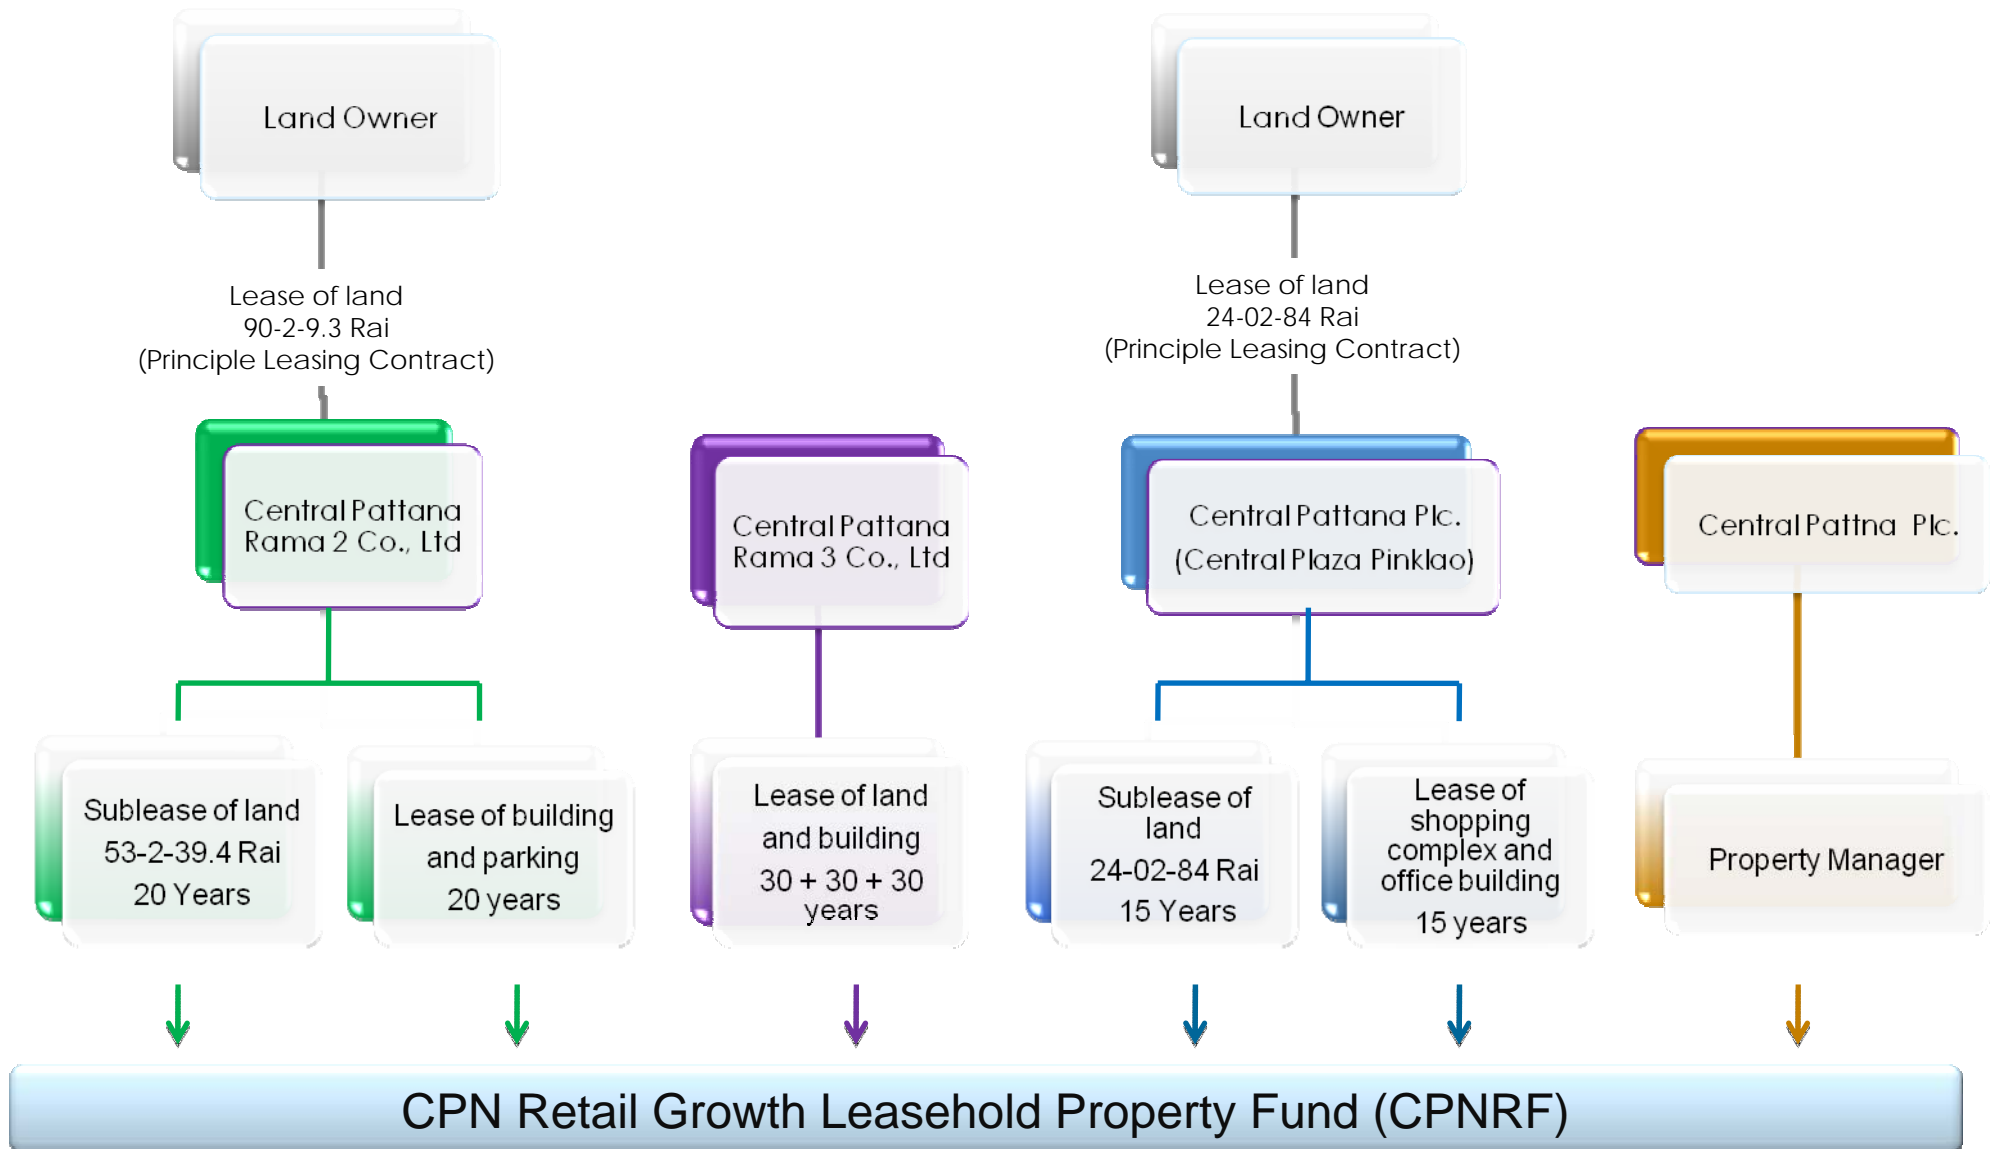 Land Owner
Land Owner
Lease of land
90-2-9.3 Rai
(Principle Leasing Contract)
Lease of land
24-02-84 Rai
(Principle Leasing Contract)
Central Pattana
Rama 2 Co., Ltd
Central Pattana
Rama 3 Co., Ltd
Central Pattana Plc.
(Central Plaza Pinklao)
Central Pattna Plc.
Sublease of land
53-2-39.4 Rai
20 Years
Lease of building
and parking
20 years
Lease of land
and building
30 + 30 + 30
years
Sublease of
land
24-02-84 Rai
15 Years
Lease of
shopping
complex and
office building
15 years
Property Manager
CPN Retail Growth Leasehold Property Fund (CPNRF)